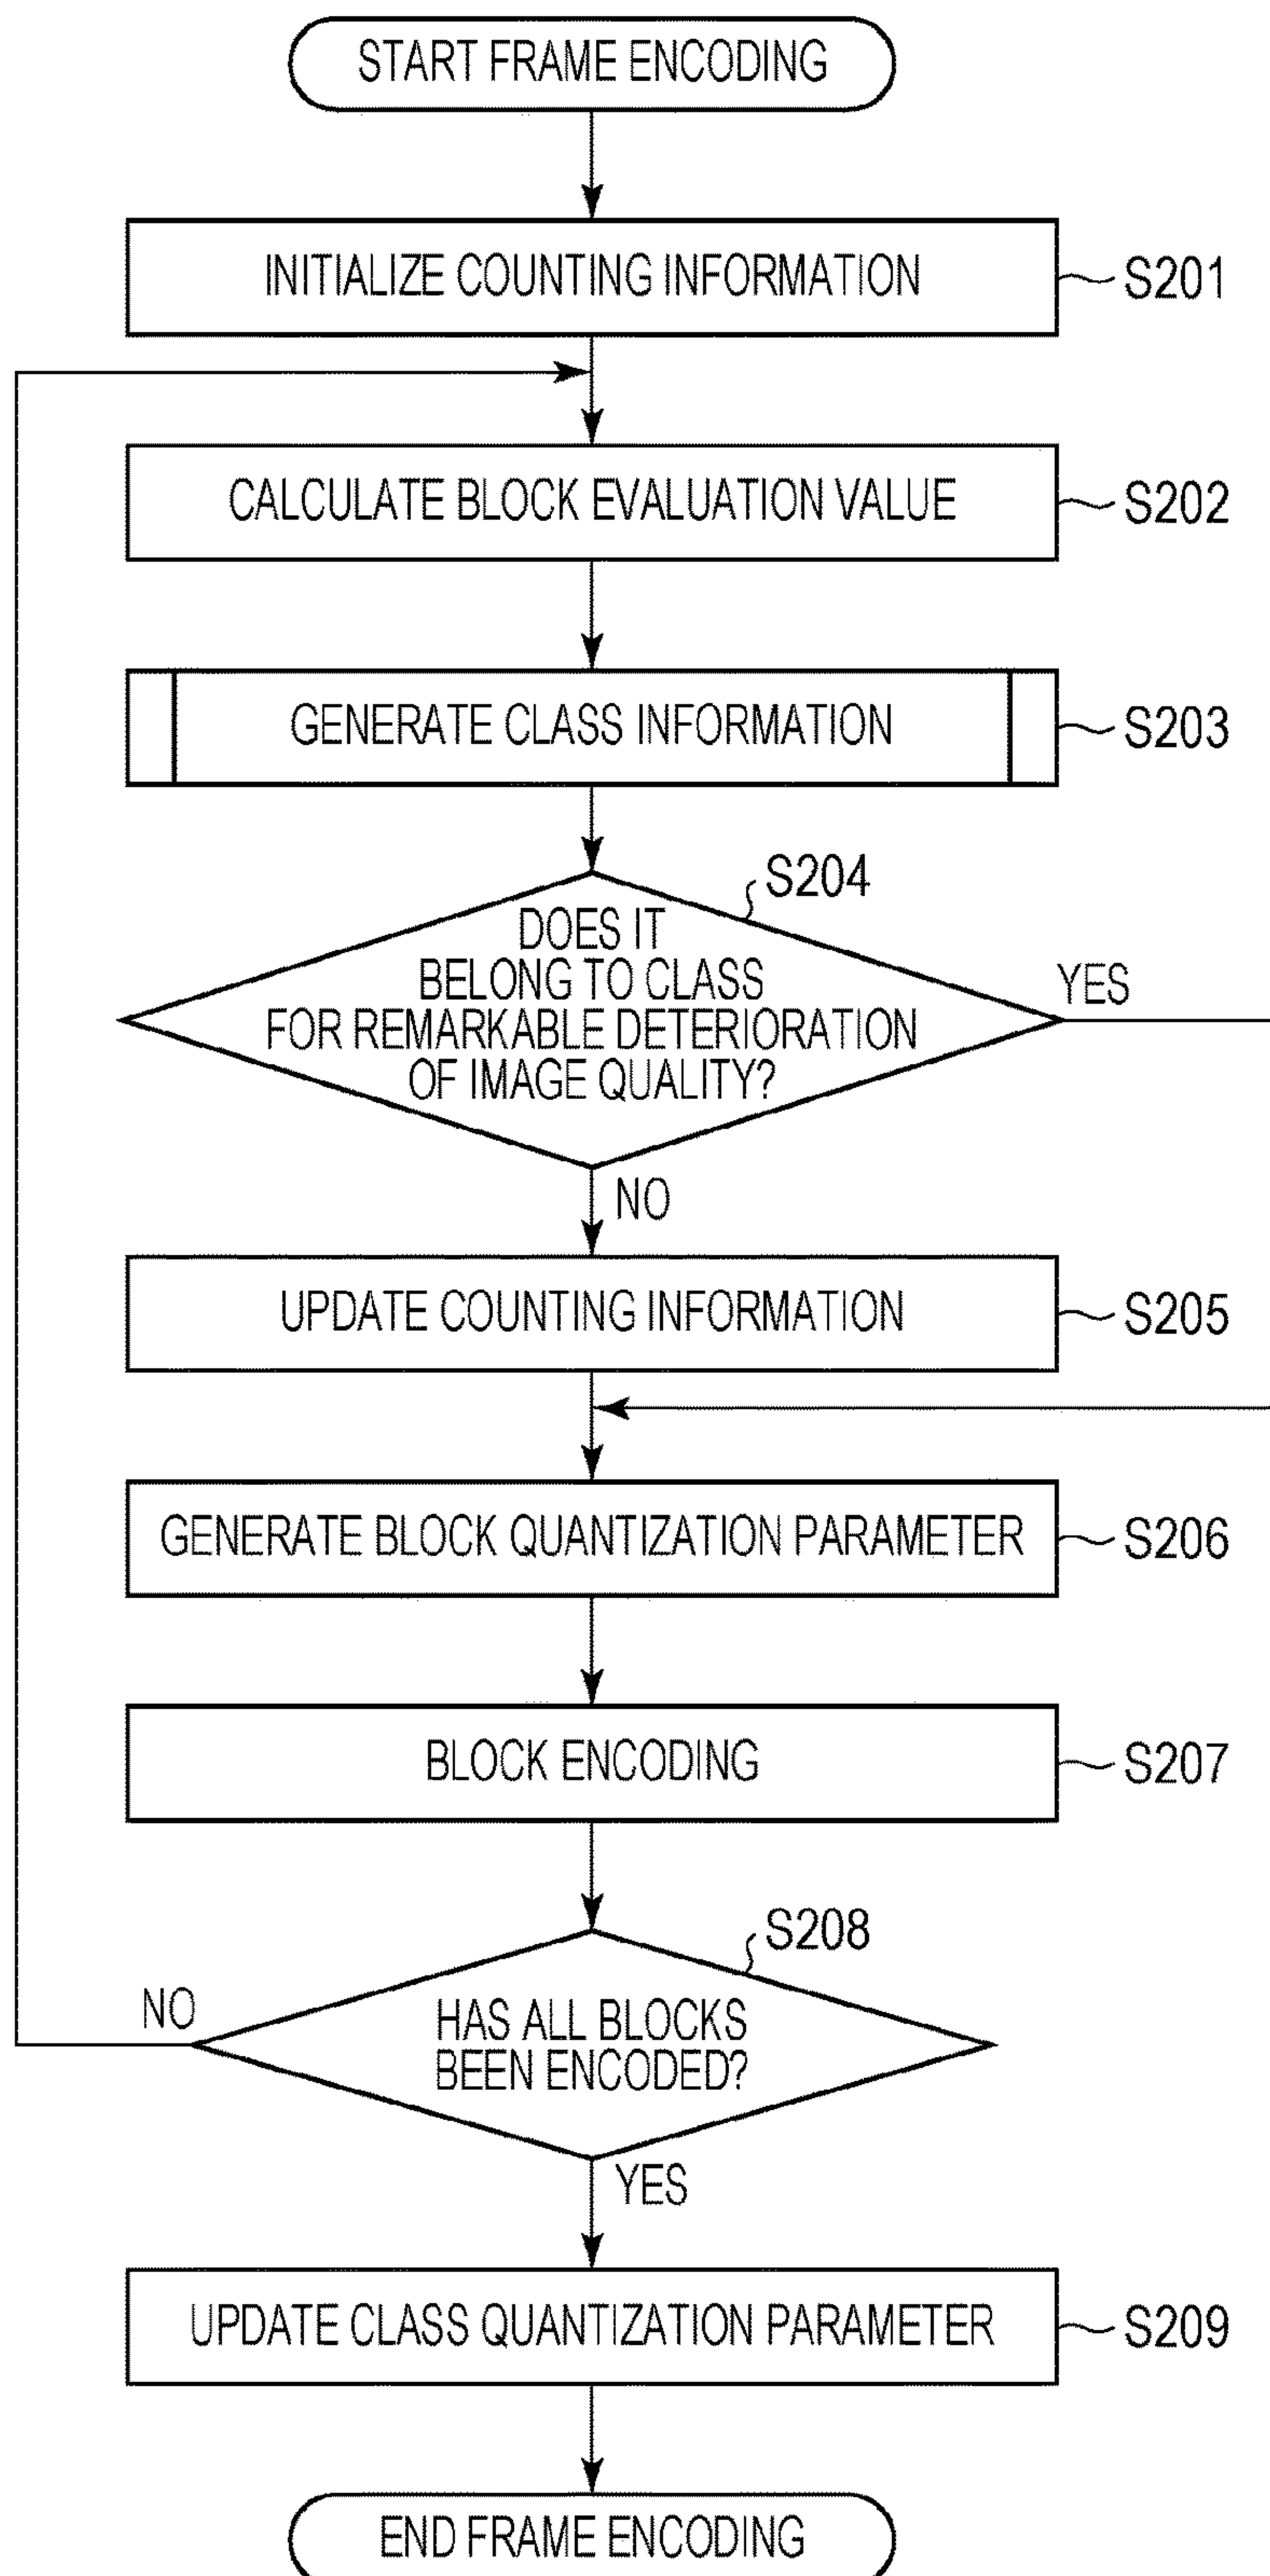 START FRAME ENCODING
INITIALIZE COUNTING INFORMATION
S201
CALCULATE BLOCK EVALUATION VALUE
S202
GENERATE CLASS INFORMATION
S203
S204
DOES IT
BELONG TO CLASS
FOR REMARKABLE DETERIORATION
OF IMAGE QUALITY?
YES
NO
UPDATE COUNTING INFORMATION
S205
GENERATE BLOCK QUANTIZATION PARAMETER
S206
BLOCK ENCODING
S207
S208
NO
HAS ALL BLOCKS
BEEN ENCODED?
YES
UPDATE CLASS QUANTIZATION PARAMETER
S209
END FRAME ENCODING